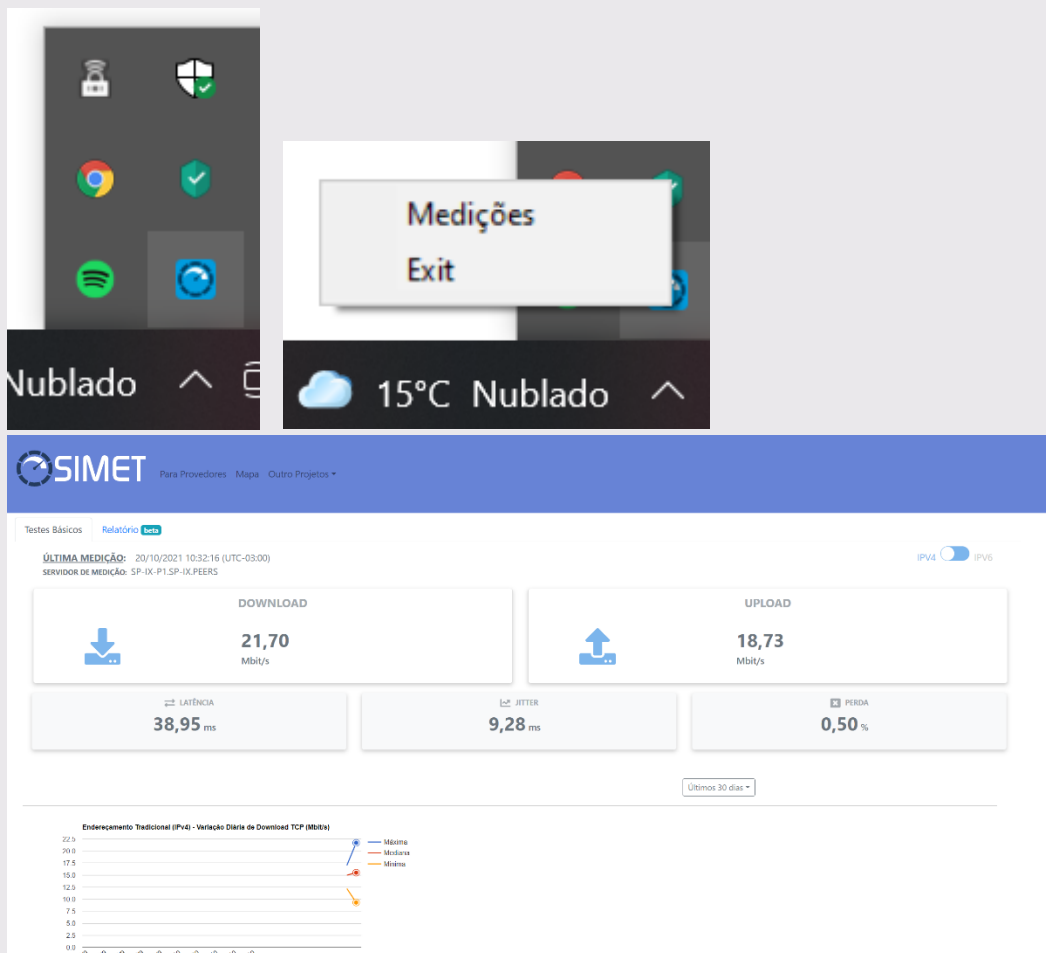 Nublado
Medições
Exit
15°C Nublado
SIMET Para Provedores Mapa Outro Projetos
Testes Básicos Relatório beta
ÚLTIMA MEDIÇÃO: 20/10/2021 10:32:16 (UTC-03:00)
IPV4 IPV6
SERVIDOR DE MEDIÇÃO: SP-IX-P1.SP-IX.PEERS
DOWNLOAD
21,70
Mbit/s
UPLOAD
18,73
Mbit/s
LATÊNCIA
38,95 ms
JITTER
9,28 ms
PERDA
0,50 %
Últimos 30 dias
Endereçamento Tradicional (IPv4) - Variação Diária de Download TCP (Mbit/s)
22.5
20.0
17.5
15.0
12.5
10.0
7.5
5.0
2.5
0.0
Máxima
Mediana
Mínima